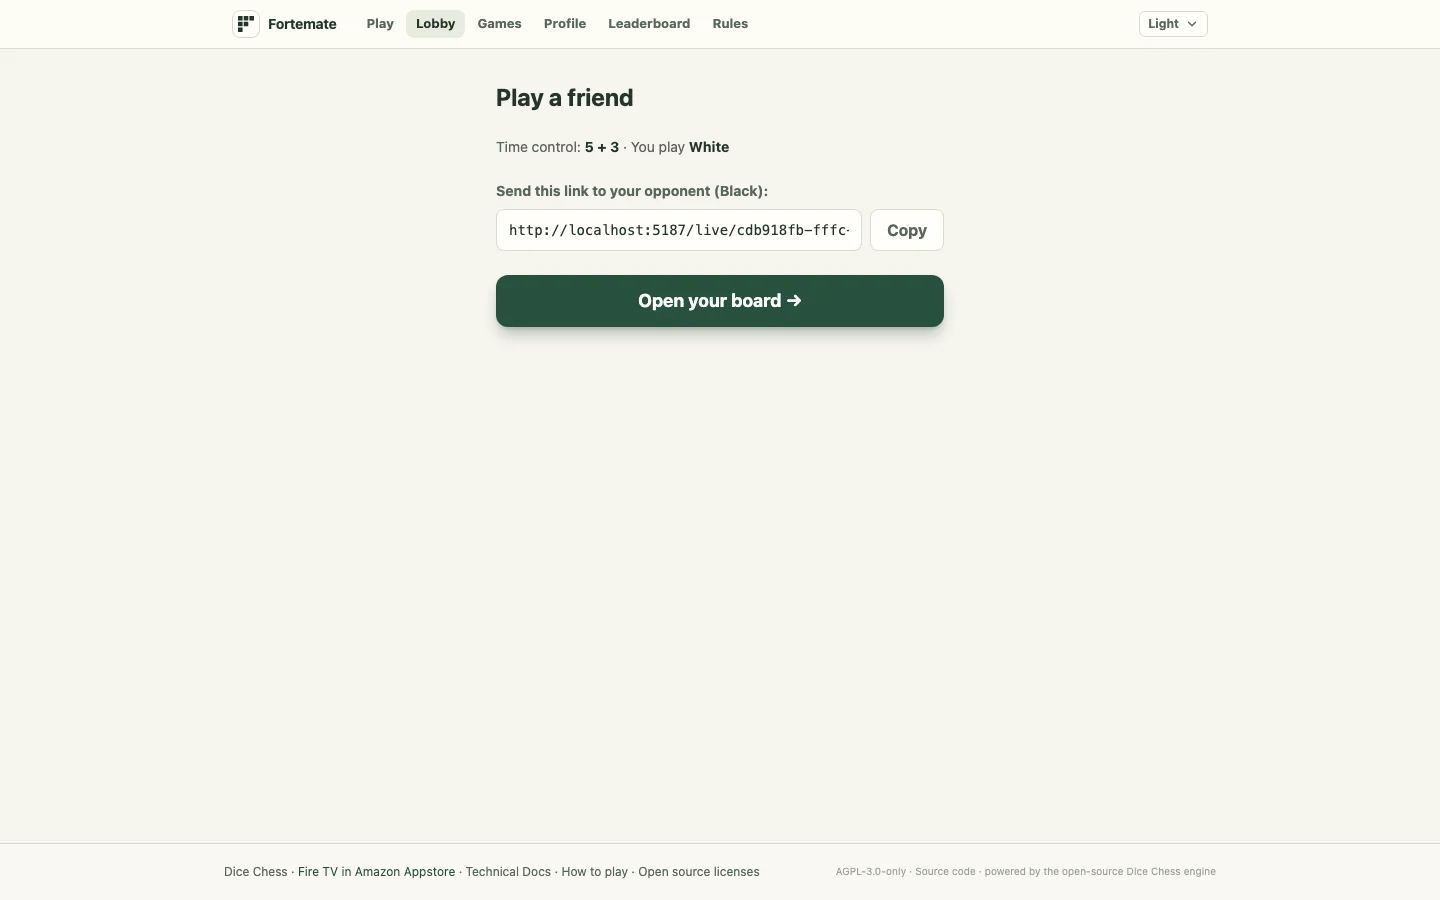 Fortemate Play Lobby Games Profile Leaderboard Rules Light
Play a friend
Time control: 5 + 3 · You play White
Send this link to your opponent (Black):
http://localhost:5187/live/cdb918fb-fffc- Copy
Open your board →
Dice Chess · Fire TV in Amazon Appstore · Technical Docs · How to play · Open source licenses AGPL-3.0-only · Source code · powered by the open-source Dice Chess engine